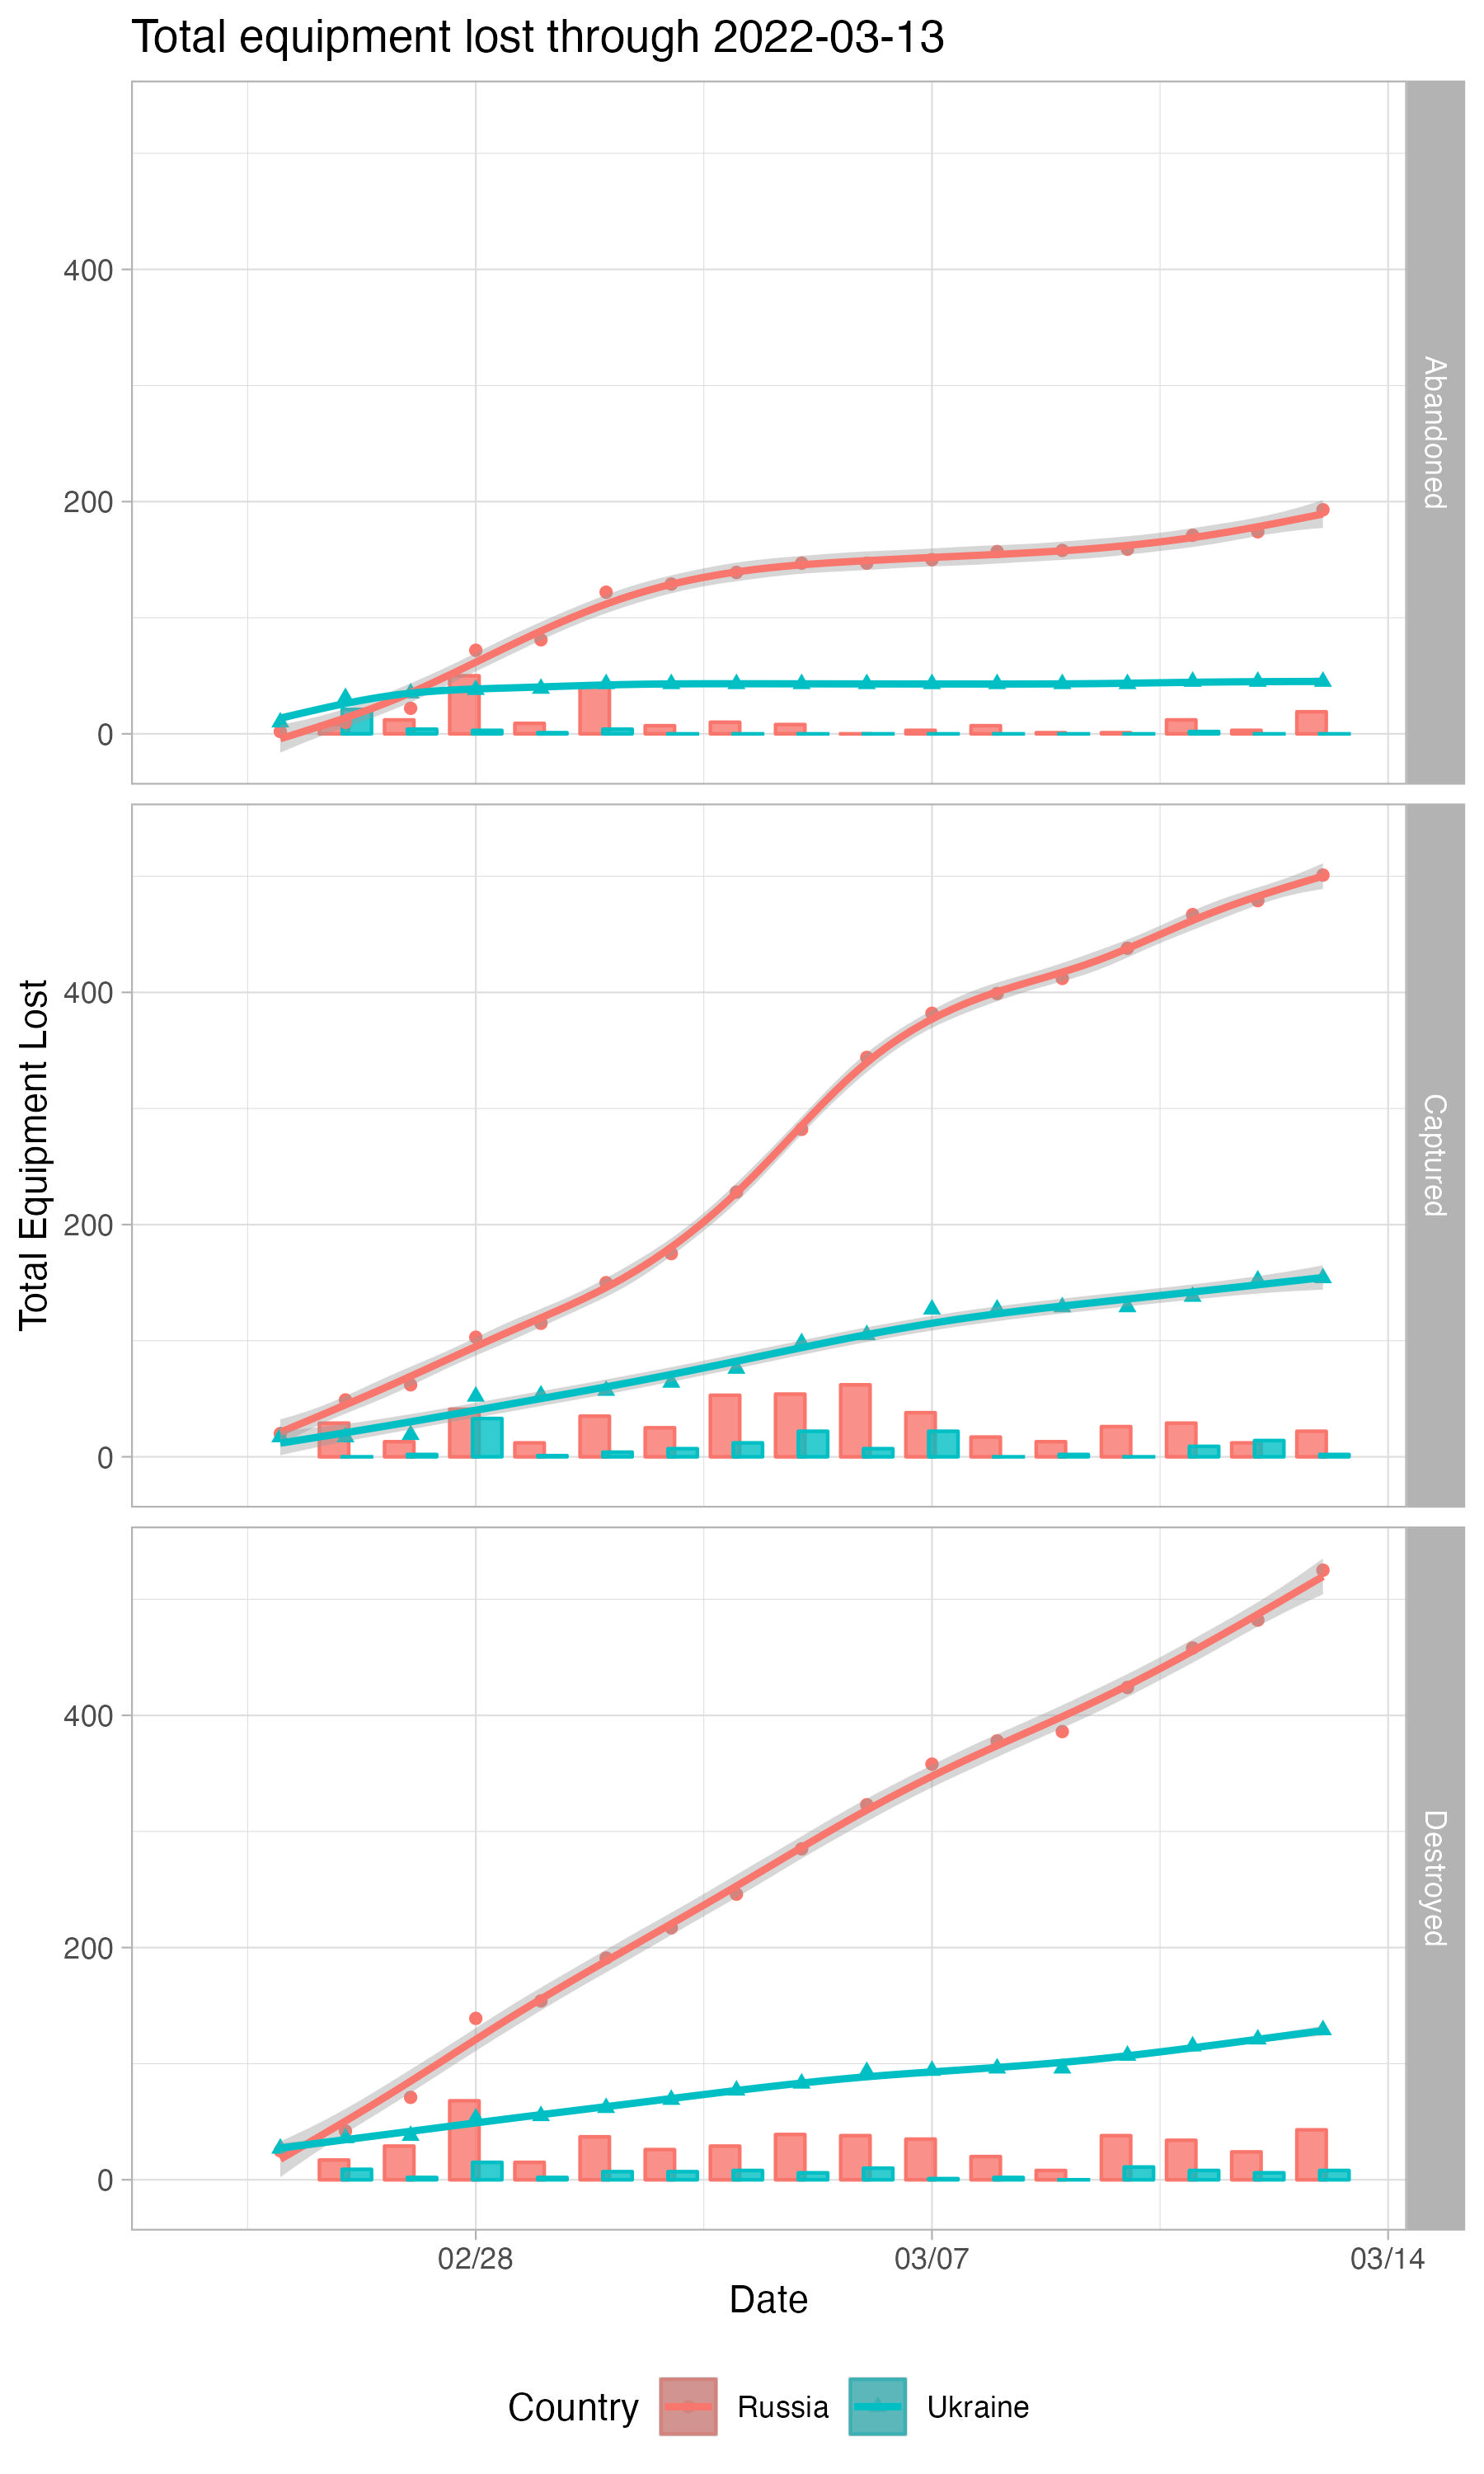 Total equipment lost through 2022-03-13
400
200
0
Abandoned
Total Equipment Lost
400
200
0
Captured
400
200
0
Destroyed
02/28 03/07 03/14
Date
Country Russia Ukraine